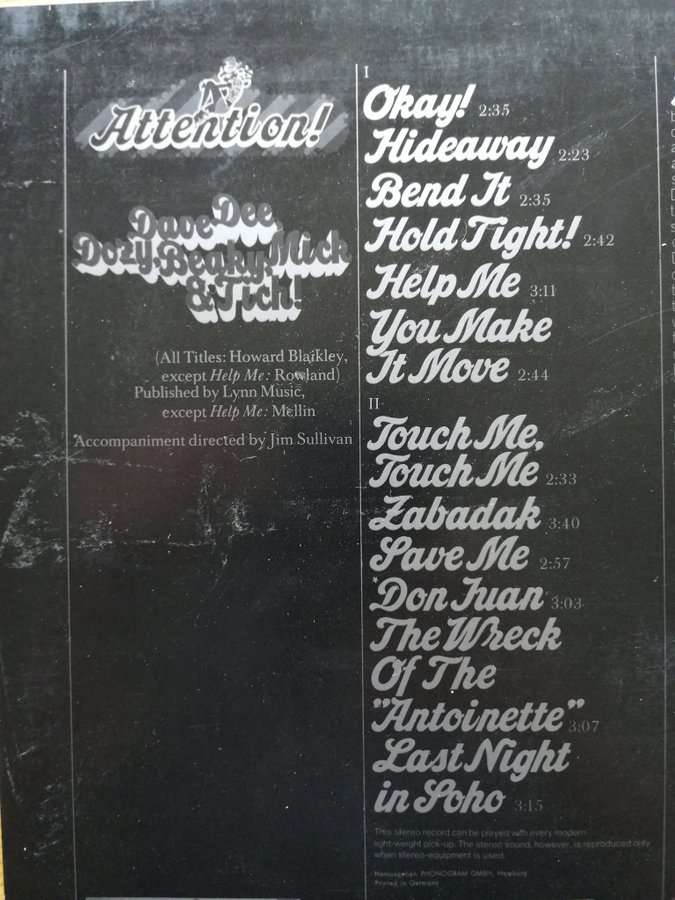 Attention!
Dave Dee
Dozy, Beaky Mick
& Tich!
(All Titles: Howard Blaikley,
except Help Me: Rowland)
Published by Lynn Music,
except Help Me: Mellin
Accompaniment directed by Jim Sullivan
I
Okay! 2:35
Hideaway 2:23
Bend It 2:35
Hold Tight! 2:42
Help Me 3:11
You Make
It Move 2:44
II
Touch Me,
Touch Me 2:33
Zabadak 3:40
Save Me 2:57
*Don Juan 3:03
The Wreck
Of The
"Antoinette" 3:07
Last Night
in Soho 3:15
This stereo record can be played with every modern
light-weight pick-up. The stereo sound, however, is reproduced only
when stereo-equipment is used.
Herausgeber: PHONOGRAM GMBH, Hamburg
Printed in Germany